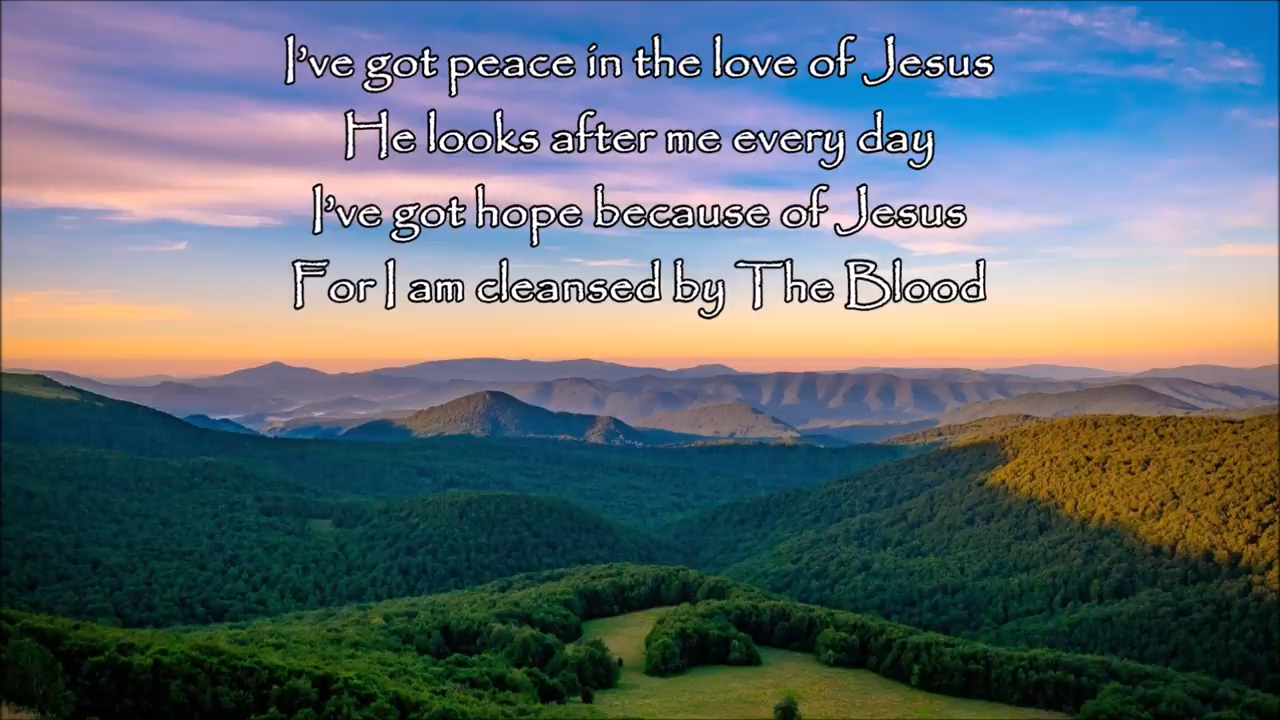 I've got peace in the love of Jesus
He looks after me every day
I've got hope because of Jesus
For I am cleansed by The Blood